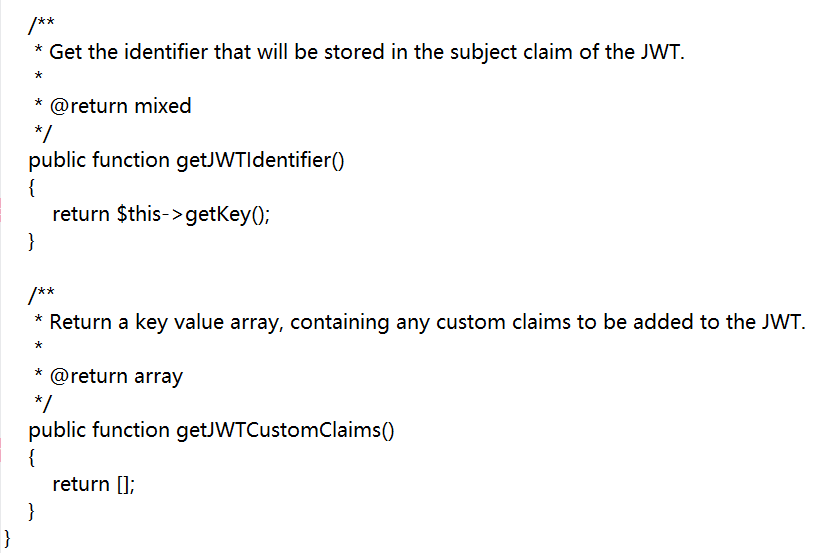 /**
* Get the identifier that will be stored in the subject claim of the JWT.
*
* @return mixed
*/
public function getJWTIdentifier()
{
return $this->getKey();
}
/**
* Return a key value array, containing any custom claims to be added to the JWT.
*
* @return array
*/
public function getJWTCustomClaims()
{
return [];
}
}